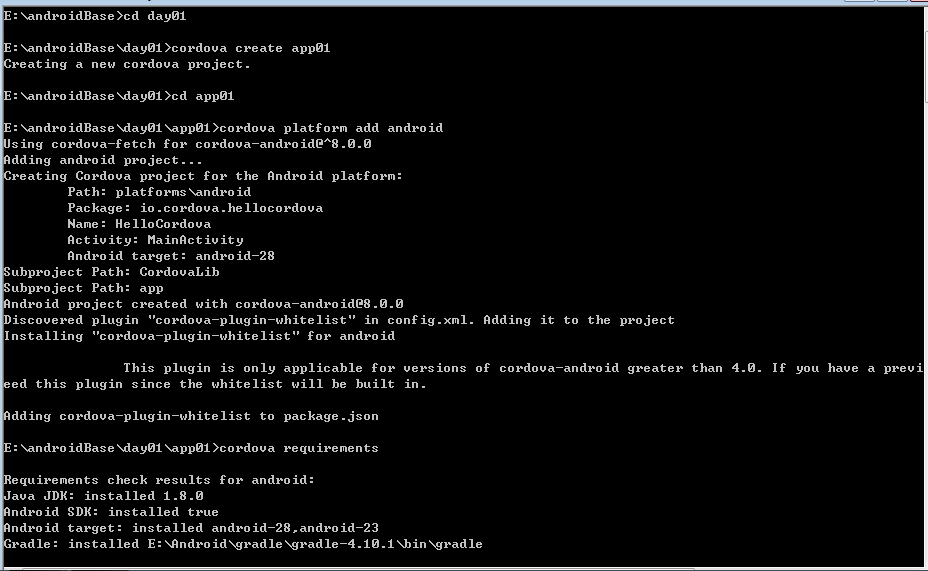 E:\androidBase>cd day01
E:\androidBase\day01>cordova create app01
Creating a new cordova project.
E:\androidBase\day01>cd app01
E:\androidBase\day01\app01>cordova platform add android
Using cordova-fetch for cordova-android@^8.0.0
Adding android project...
Creating Cordova project for the Android platform:
Path: platforms\android
Package: io.cordova.hellocordova
Name: HelloCordova
Activity: MainActivity
Android target: android-28
Subproject Path: CordovaLib
Subproject Path: app
Android project created with cordova-android@8.0.0
Discovered plugin "cordova-plugin-whitelist" in config.xml. Adding it to the project
Installing "cordova-plugin-whitelist" for android
This plugin is only applicable for versions of cordova-android greater than 4.0. If you have a previ
eed this plugin since the whitelist will be built in.
Adding cordova-plugin-whitelist to package.json
E:\androidBase\day01\app01>cordova requirements
Requirements check results for android:
Java JDK: installed 1.8.0
Android SDK: installed true
Android target: installed android-28,android-23
Gradle: installed E:\Android\gradle\gradle-4.10.1\bin\gradle